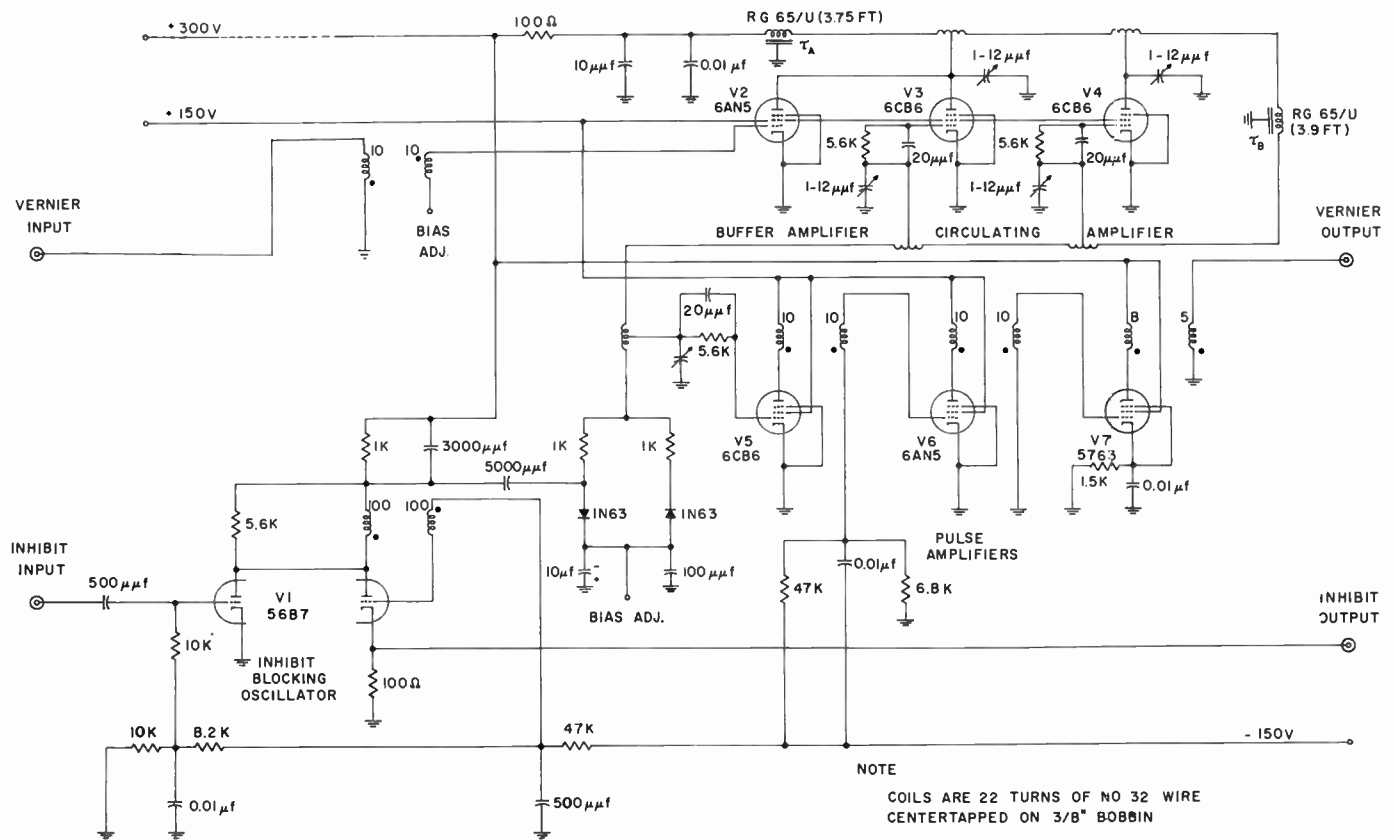 +300V
100Ω
RG 65/U (3.75 FT)
τA
10μμf
0.01μf
1-12μμf
1-12μμf
V2
6AN5
V3
6CB6
V4
6CB6
+150V
RG 65/U
(3.9 FT)
τB
5.6K
20μμf
5.6K
20μμf
1-12μμf
1-12μμf
10
10
VERNIER
INPUT
BIAS
ADJ.
BUFFER AMPLIFIER
CIRCULATING
AMPLIFIER
VERNIER
OUTPUT
20μμf
5.6K
10
10
10
10
8
5
V5
6CB6
V6
6AN5
V7
5763
1.5K
0.01μf
1K
3000μμf
5000μμf
1K
1K
5.6K
100
100
1N63
1N63
PULSE
AMPLIFIERS
INHIBIT
INPUT
500μμf
V1
5687
10μf
- 
+
100μμf
BIAS ADJ.
47K
0.01μf
6.8K
INHIBIT
OUTPUT
10K
INHIBIT
BLOCKING
OSCILLATOR
100Ω
10K
8.2K
47K
-150V
0.01μf
500μμf
NOTE
COILS ARE 22 TURNS OF NO 32 WIRE
CENTERTAPPED ON 3/8" BOBBIN